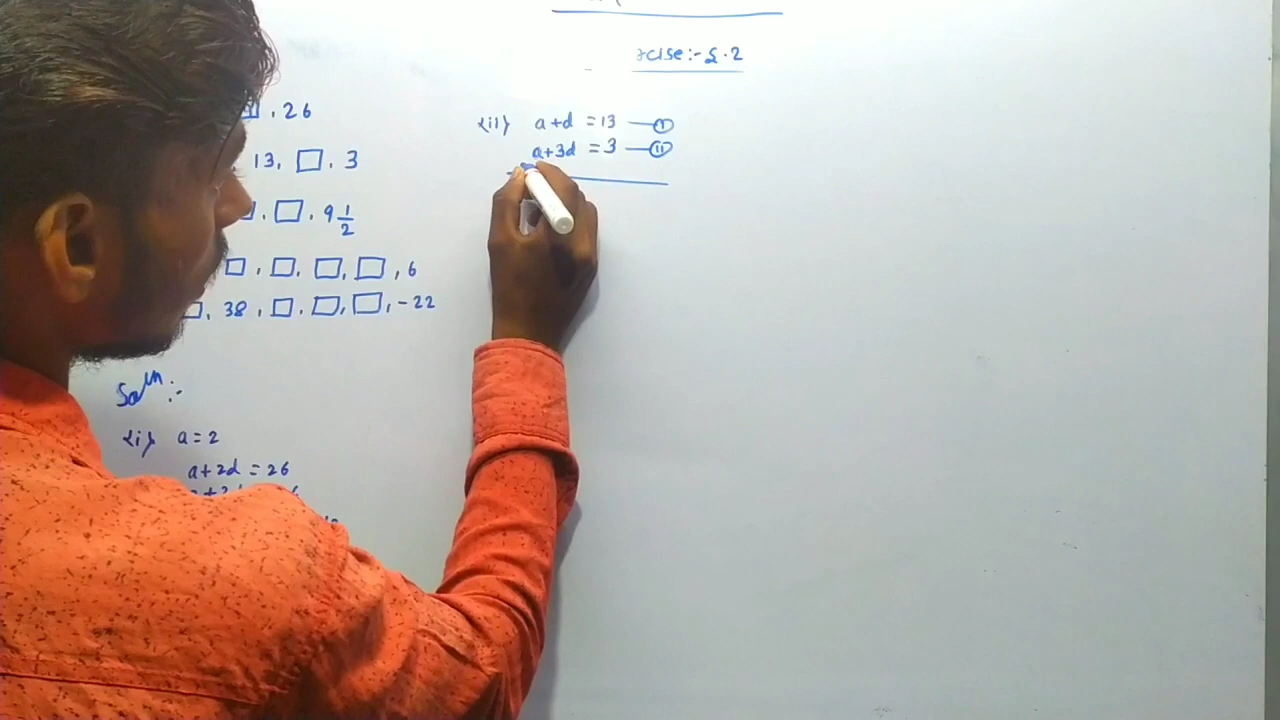 rcise:- 5.2
, 26
13, □, 3
, □, 9 1/2
□, □, □, □, 6
, 38, □, □, □, -22
Solⁿ:-
(i) a=2
a+2d = 26
(ii) a+d = 13 — (i)
a+3d = 3 — (ii)